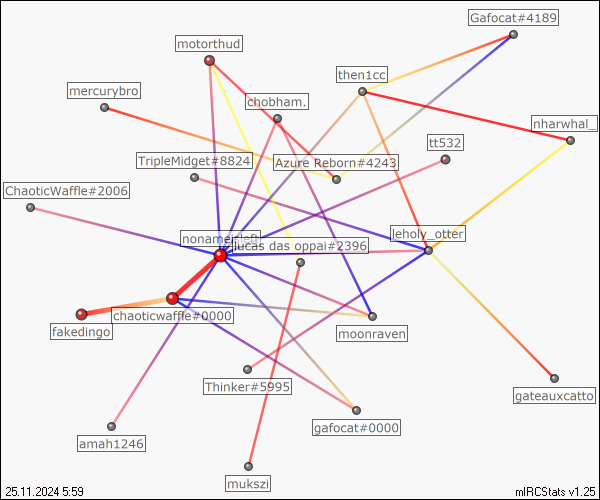 Gafocat#4189
motorthud
then1cc
mercurybro
chobham.
nharwhal_
tt532
TripleMidget#8824
Azure Reborn#4243
ChaoticWaffle#2006
leholy_otter
lucas das oppai#2396
chaoticwaffle#0000
fakedingo
moonraven
Thinker#5995
gateauxcatto
gafocat#0000
amah1246
mukszi
25.11.2024 5:59
mIRCStats v1.25